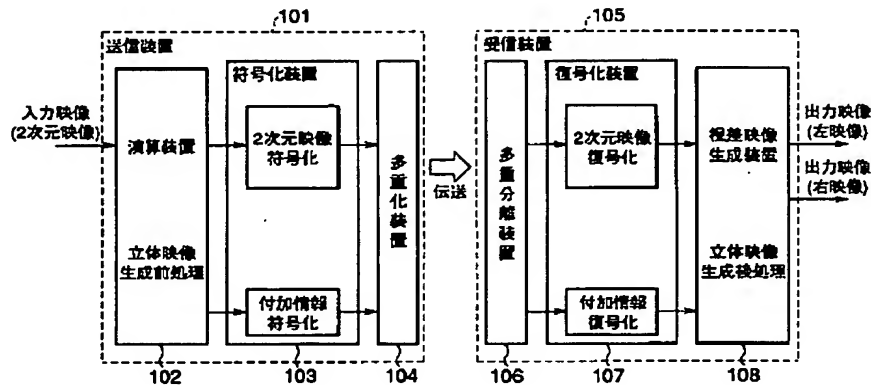 101
105
送信装置
受信装置
入力映像
(2次元映像)
演算装置
立体映像
生成前処理
符号化装置
2次元映像
符号化
付加情報
符号化
多重化装置
伝送
多重分離装置
復号化装置
2次元映像
復号化
付加情報
復号化
視差映像
生成装置
立体映像
生成後処理
出力映像
(左映像)
出力映像
(右映像)
102
103
104
106
107
108